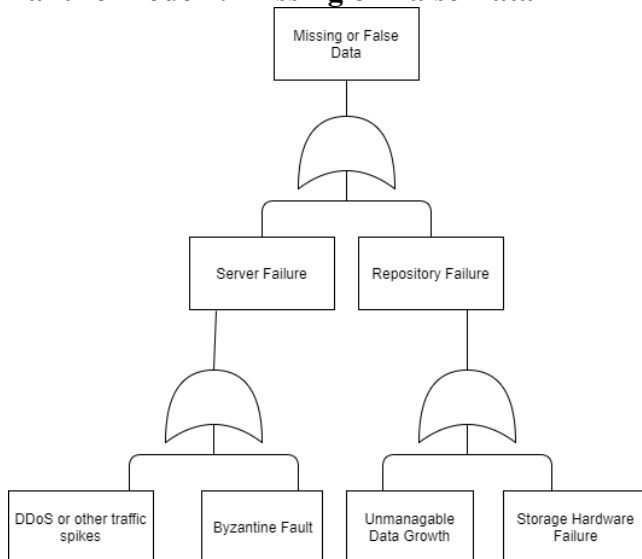 Missing or False
Data
Server Failure
Repository Failure
DDoS or other traffic
spikes
Byzantine Fault
Unmanagable
Data Growth
Storage Hardware
Failure